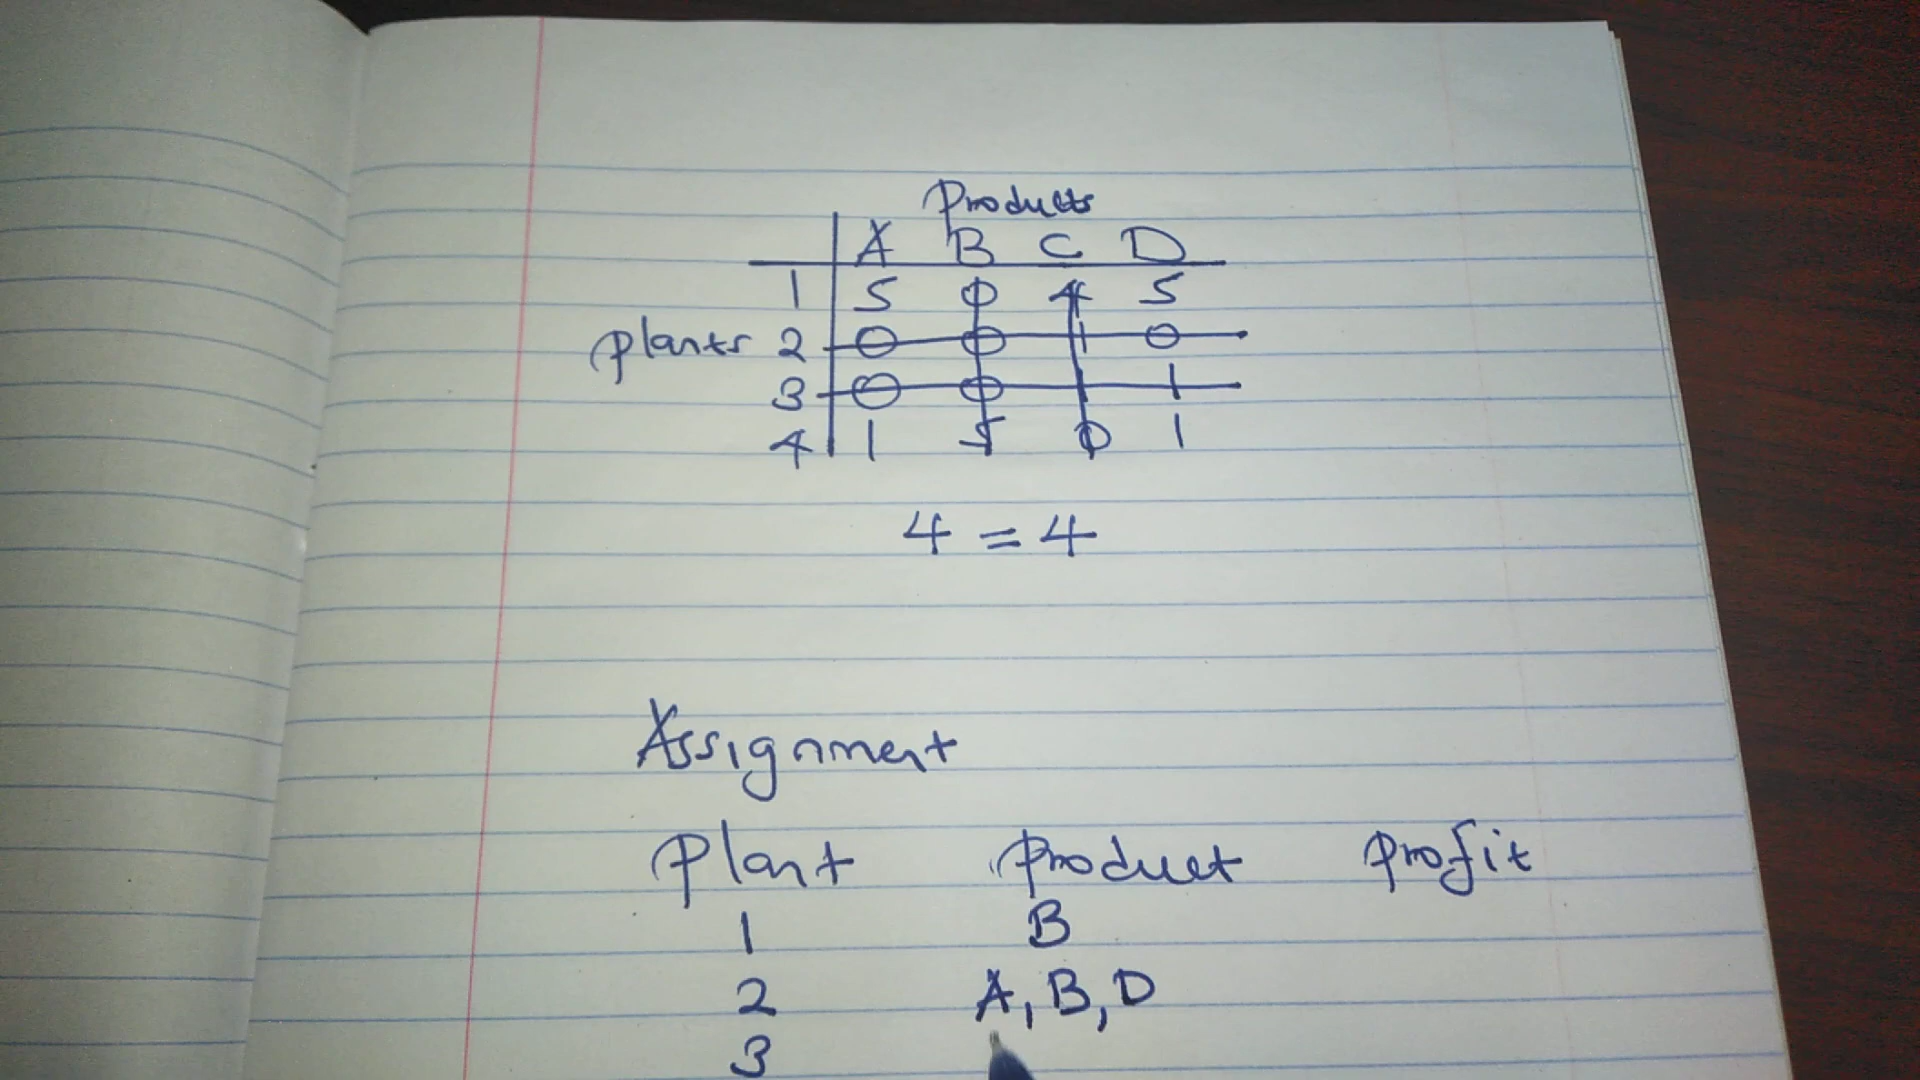 Products
A B C D
1 5 0 4 5
Plants 2 0 0 1 0
3 0 0 1 1
4 1 5 0 1
4 = 4
Assignment
Plant Product Profit
1 B
2 A, B, D
3